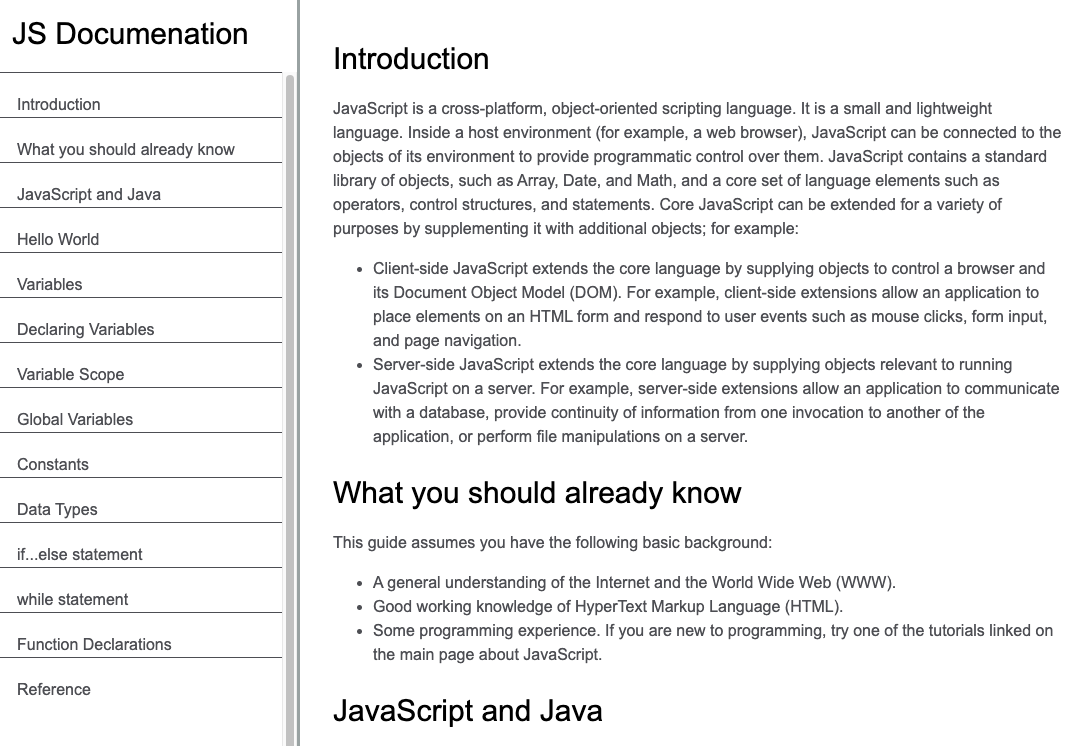 JS Documenation
Introduction
What you should already know
JavaScript and Java
Hello World
Variables
Declaring Variables
Variable Scope
Global Variables
Constants
Data Types
if...else statement
while statement
Function Declarations
Reference
Introduction
JavaScript is a cross-platform, object-oriented scripting language. It is a small and lightweight
language. Inside a host environment (for example, a web browser), JavaScript can be connected to the
objects of its environment to provide programmatic control over them. JavaScript contains a standard
library of objects, such as Array, Date, and Math, and a core set of language elements such as
operators, control structures, and statements. Core JavaScript can be extended for a variety of
purposes by supplementing it with additional objects; for example:
• Client-side JavaScript extends the core language by supplying objects to control a browser and
its Document Object Model (DOM). For example, client-side extensions allow an application to
place elements on an HTML form and respond to user events such as mouse clicks, form input,
and page navigation.
• Server-side JavaScript extends the core language by supplying objects relevant to running
JavaScript on a server. For example, server-side extensions allow an application to communicate
with a database, provide continuity of information from one invocation to another of the
application, or perform file manipulations on a server.
What you should already know
This guide assumes you have the following basic background:
• A general understanding of the Internet and the World Wide Web (WWW).
• Good working knowledge of HyperText Markup Language (HTML).
• Some programming experience. If you are new to programming, try one of the tutorials linked on
the main page about JavaScript.
JavaScript and Java